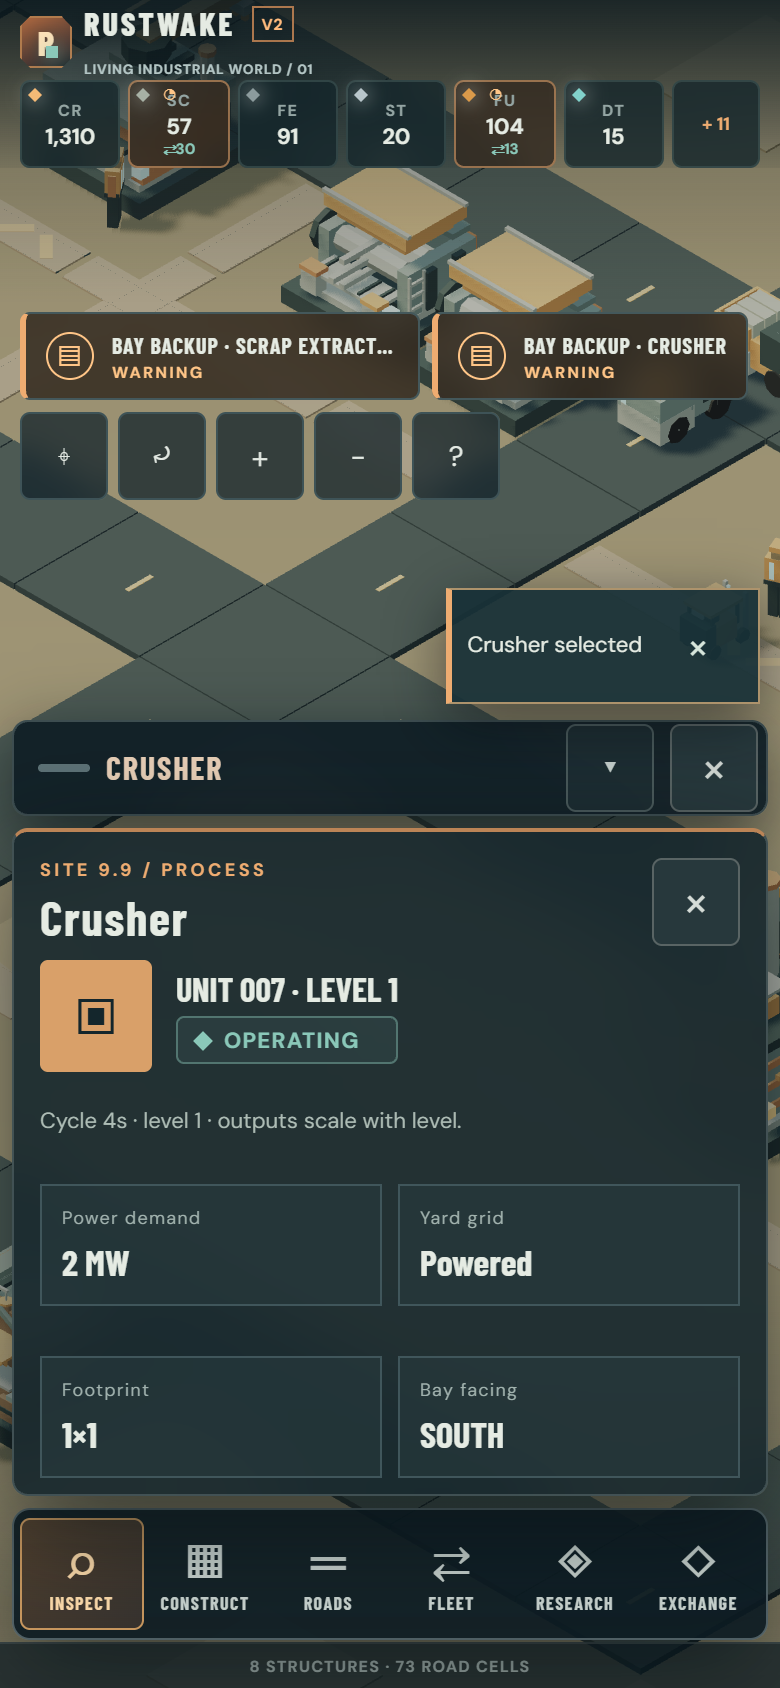 RUSTWAKE V2
LIVING INDUSTRIAL WORLD / 01
CR
1,310
SC
57
⇄30
FE
91
ST
20
FU
104
⇄13
DT
15
+ 11
BAY BACKUP · SCRAP EXTRACT...
WARNING
BAY BACKUP · CRUSHER
WARNING
+
-
?
Crusher selected ×
CRUSHER ▼ ×
SITE 9.9 / PROCESS
Crusher ×
UNIT 007 · LEVEL 1
◆ OPERATING
Cycle 4s · level 1 · outputs scale with level.
Power demand
2 MW
Yard grid
Powered
Footprint
1×1
Bay facing
SOUTH
INSPECT
CONSTRUCT
ROADS
FLEET
RESEARCH
EXCHANGE
8 STRUCTURES · 73 ROAD CELLS